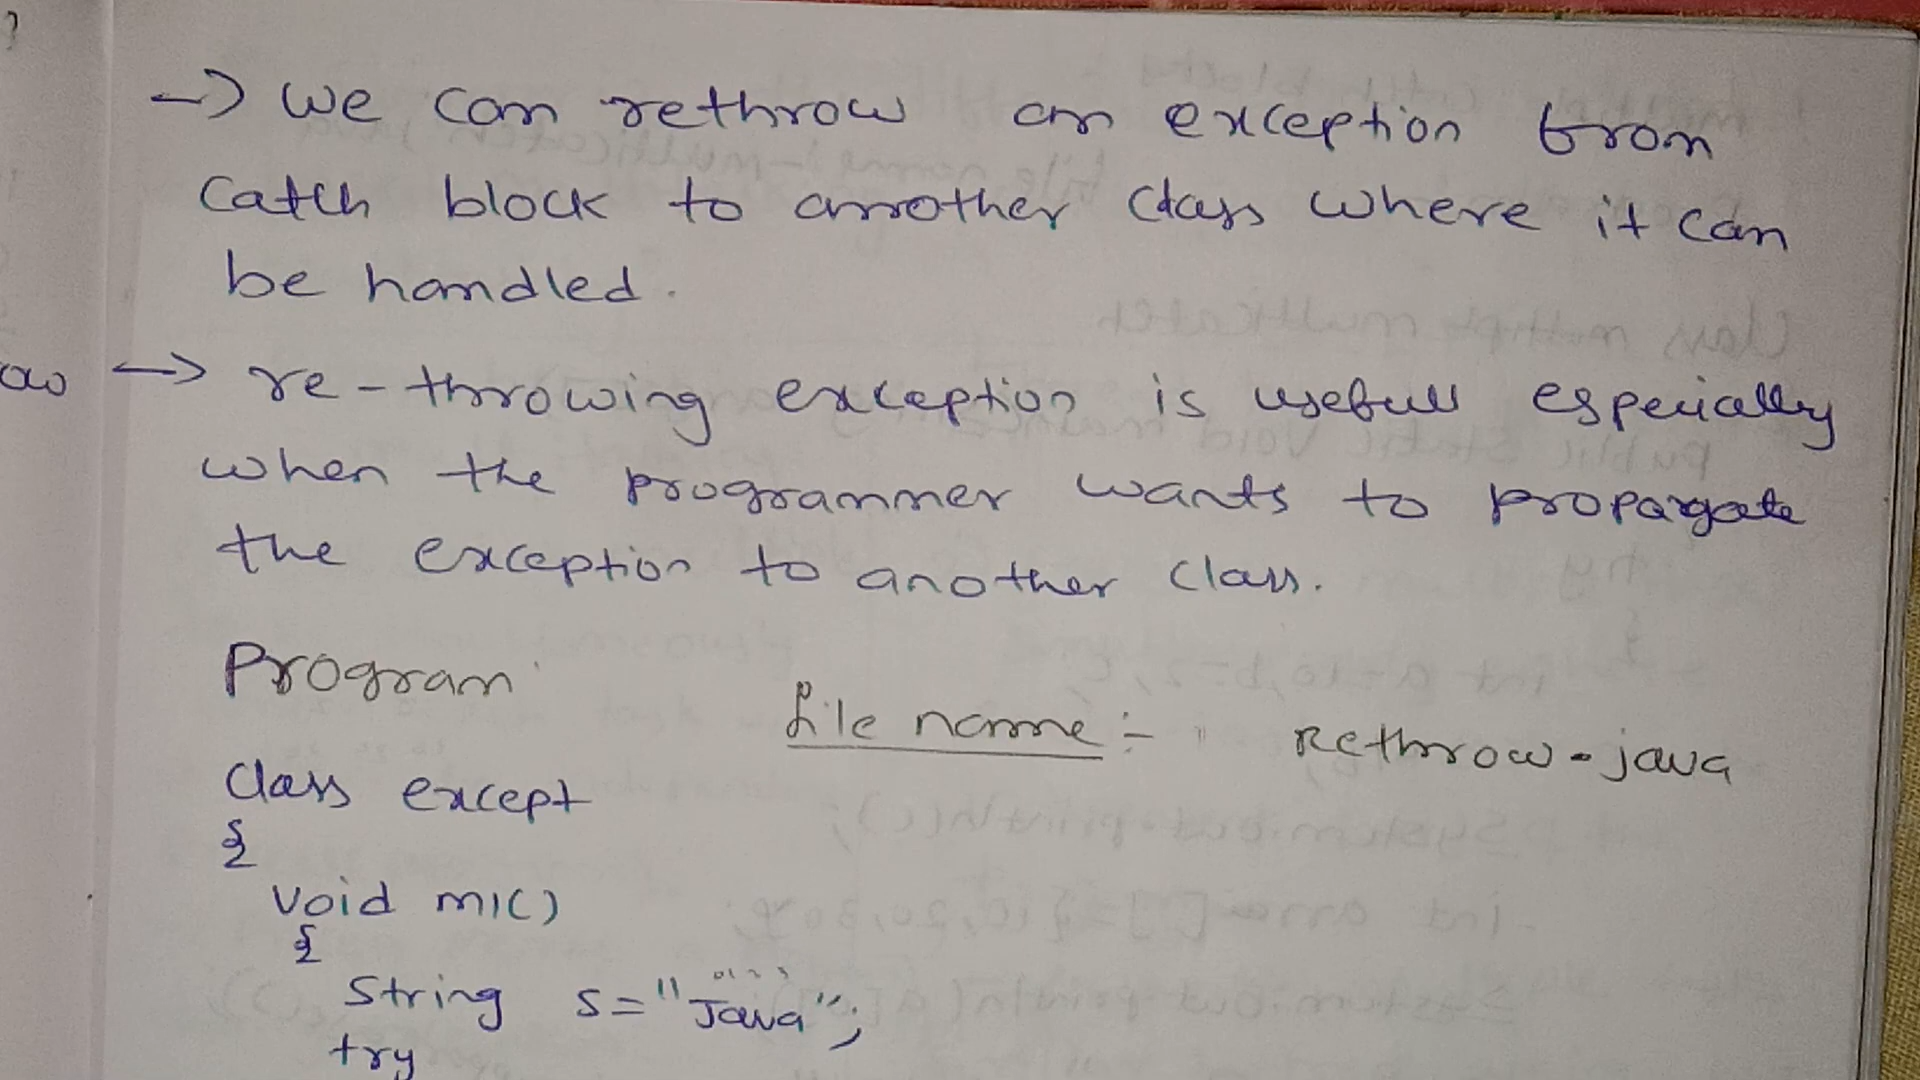 → we can rethrow an exception from
catch block to another class where it can
be handled.
→ re-throwing exception is usefull especially
when the programmer wants to propargate
the exception to another class.
Program
file name :- Rethrow.java
class except
{
void m1()
{
0123
String s="Java";
try